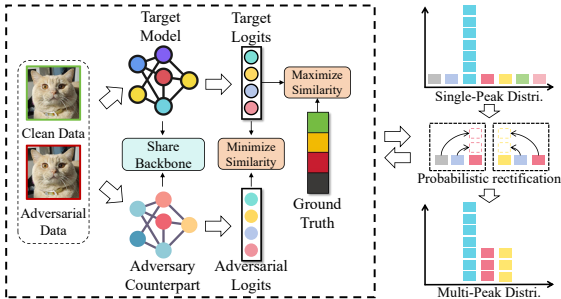 Target
Model
Target
Logits
Maximize
Similarity
Clean Data
Share
Backbone
Minimize
Similarity
Adversarial
Data
Ground
Truth
Adversary
Counterpart
Adversarial
Logits
Single-Peak Distri.
Probabilistic rectification
Multi-Peak Distri.